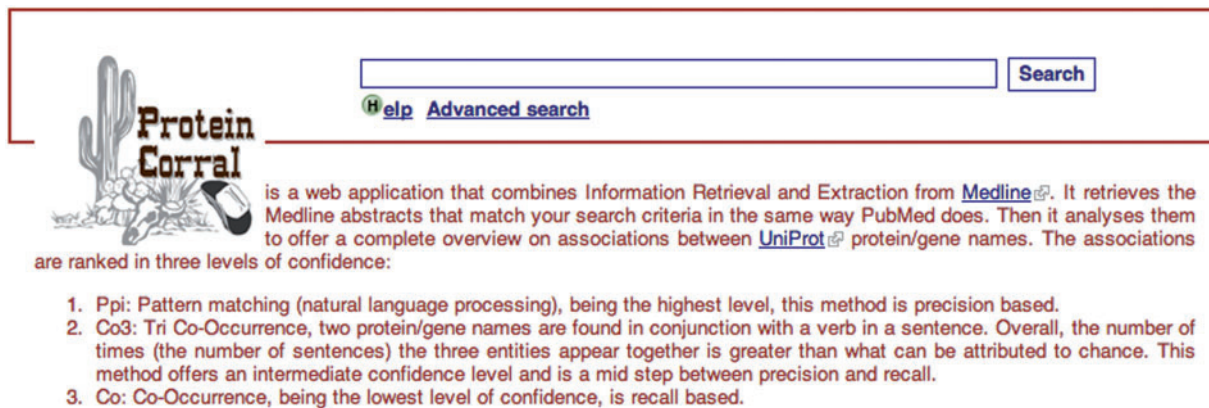 Search
Help Advanced search
Protein
Corral
is a web application that combines Information Retrieval and Extraction from Medline. It retrieves the
Medline abstracts that match your search criteria in the same way PubMed does. Then it analyses them
to offer a complete overview on associations between UniProt protein/gene names. The associations
are ranked in three levels of confidence:
1. Ppi: Pattern matching (natural language processing), being the highest level, this method is precision based.
2. Co3: Tri Co-Occurrence, two protein/gene names are found in conjunction with a verb in a sentence. Overall, the number of
times (the number of sentences) the three entities appear together is greater than what can be attributed to chance. This
method offers an intermediate confidence level and is a mid step between precision and recall.
3. Co: Co-Occurrence, being the lowest level of confidence, is recall based.